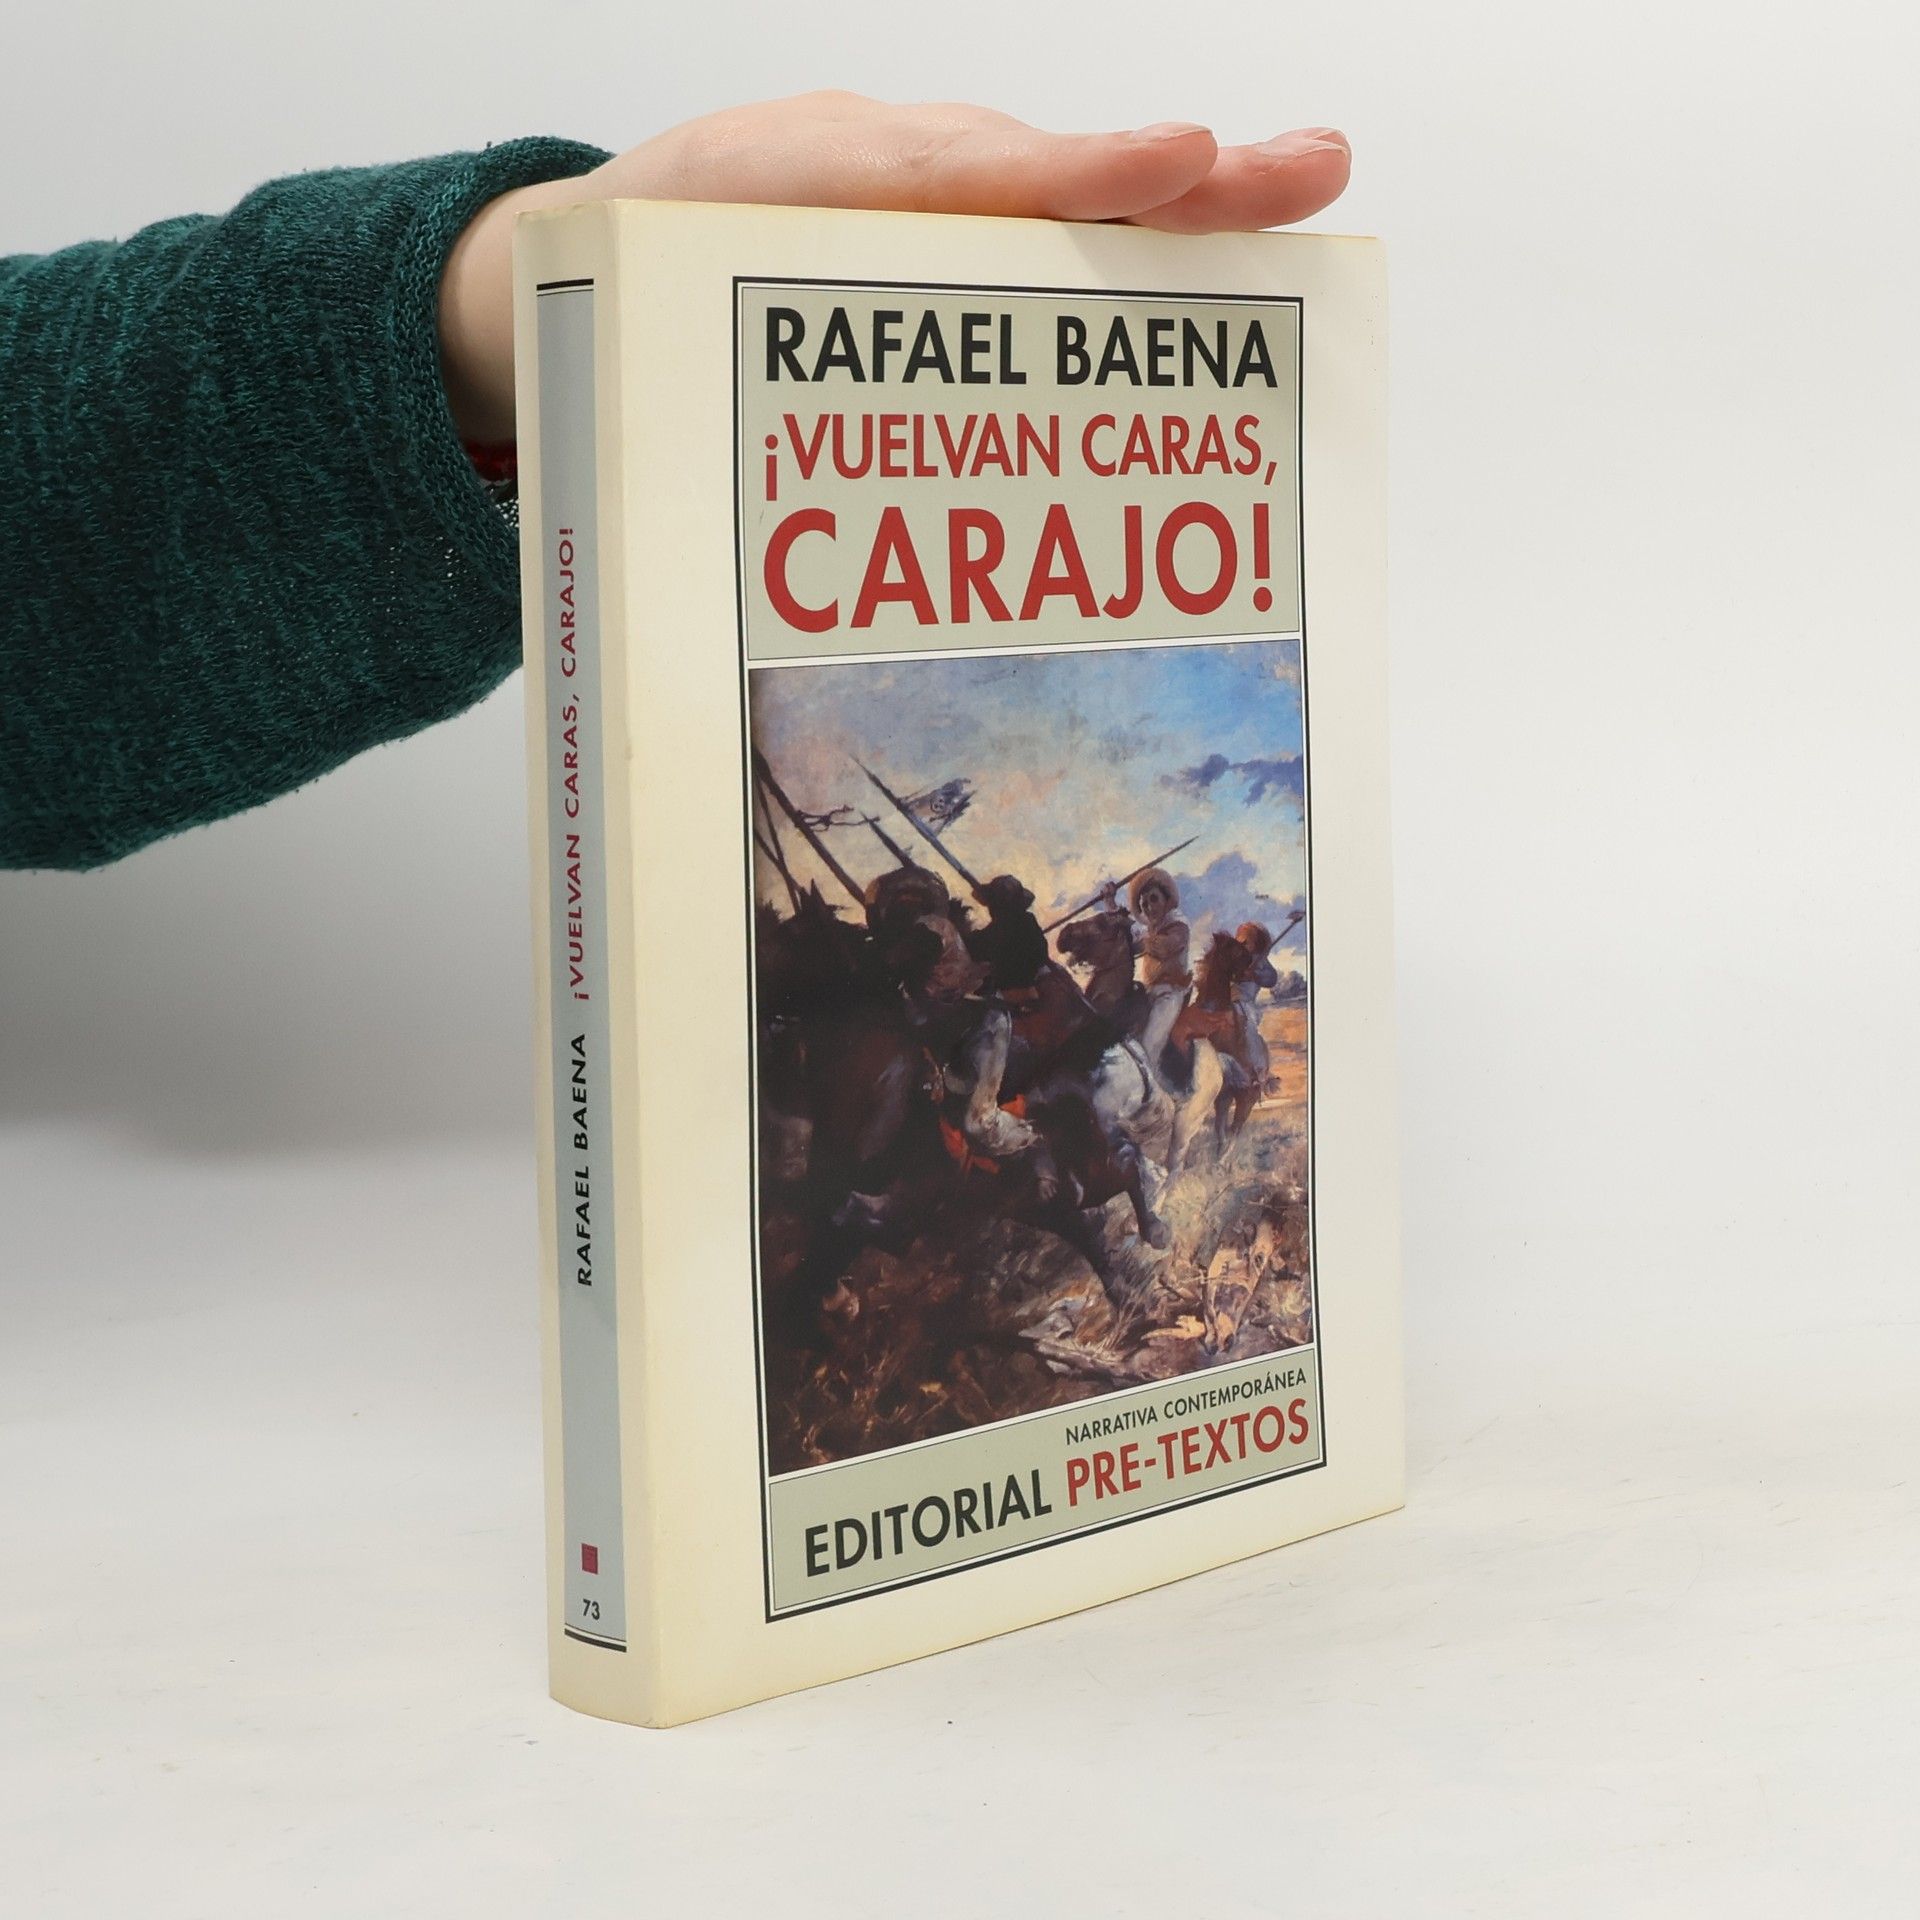 RAFAEL BAENA
¡VUELVAN CARAS,
CARAJO!
NARRATIVA CONTEMPORÁNEA
EDITORIAL PRE-TEXTOS
RAFAEL BAENA ¡VUELVAN CARAS, CARAJO!
73